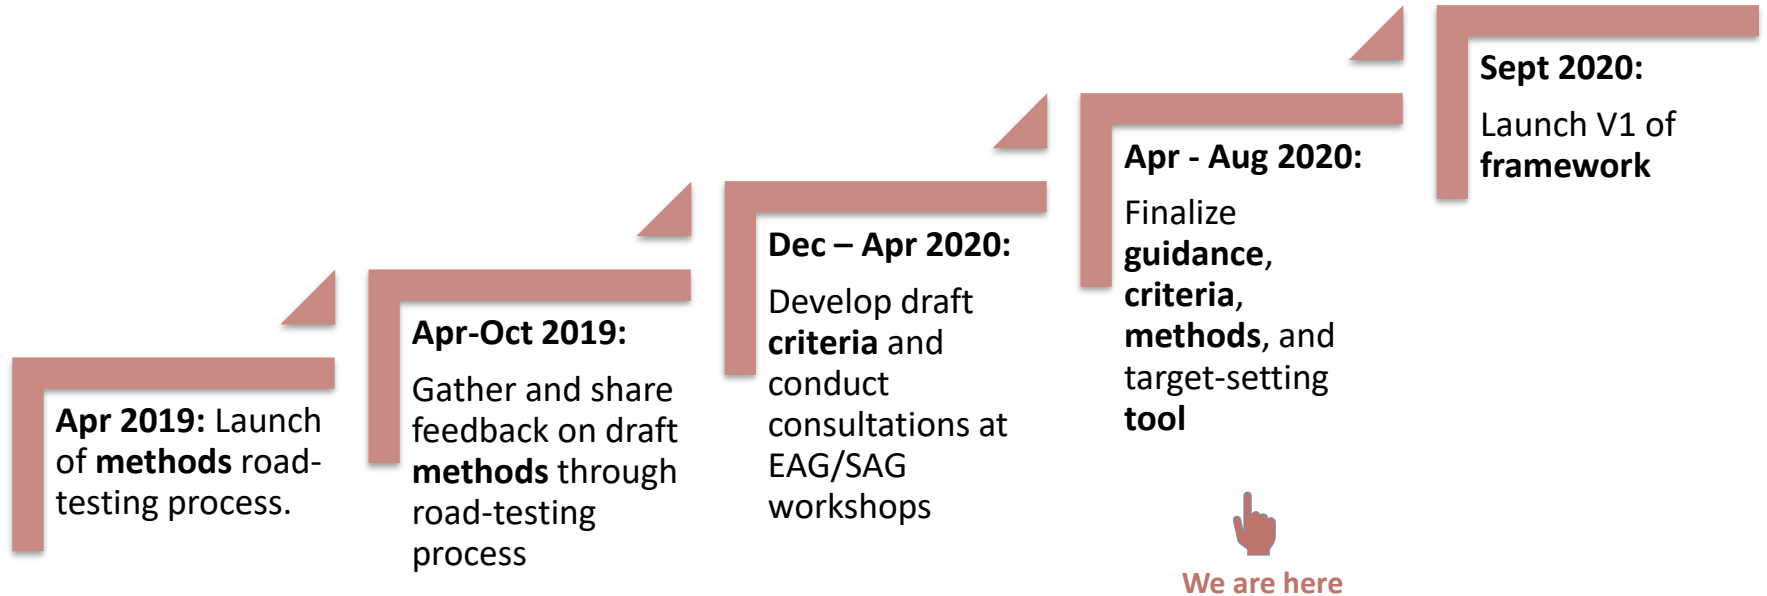 Apr 2019: Launch
of methods road-
testing process.
Apr-Oct 2019:
Gather and share
feedback on draft
methods through
road-testing
process
Dec – Apr 2020:
Develop draft
criteria and
conduct
consultations at
EAG/SAG
workshops
Apr - Aug 2020:
Finalize
guidance,
criteria,
methods, and
target-setting
tool
We are here
Sept 2020:
Launch V1 of
framework